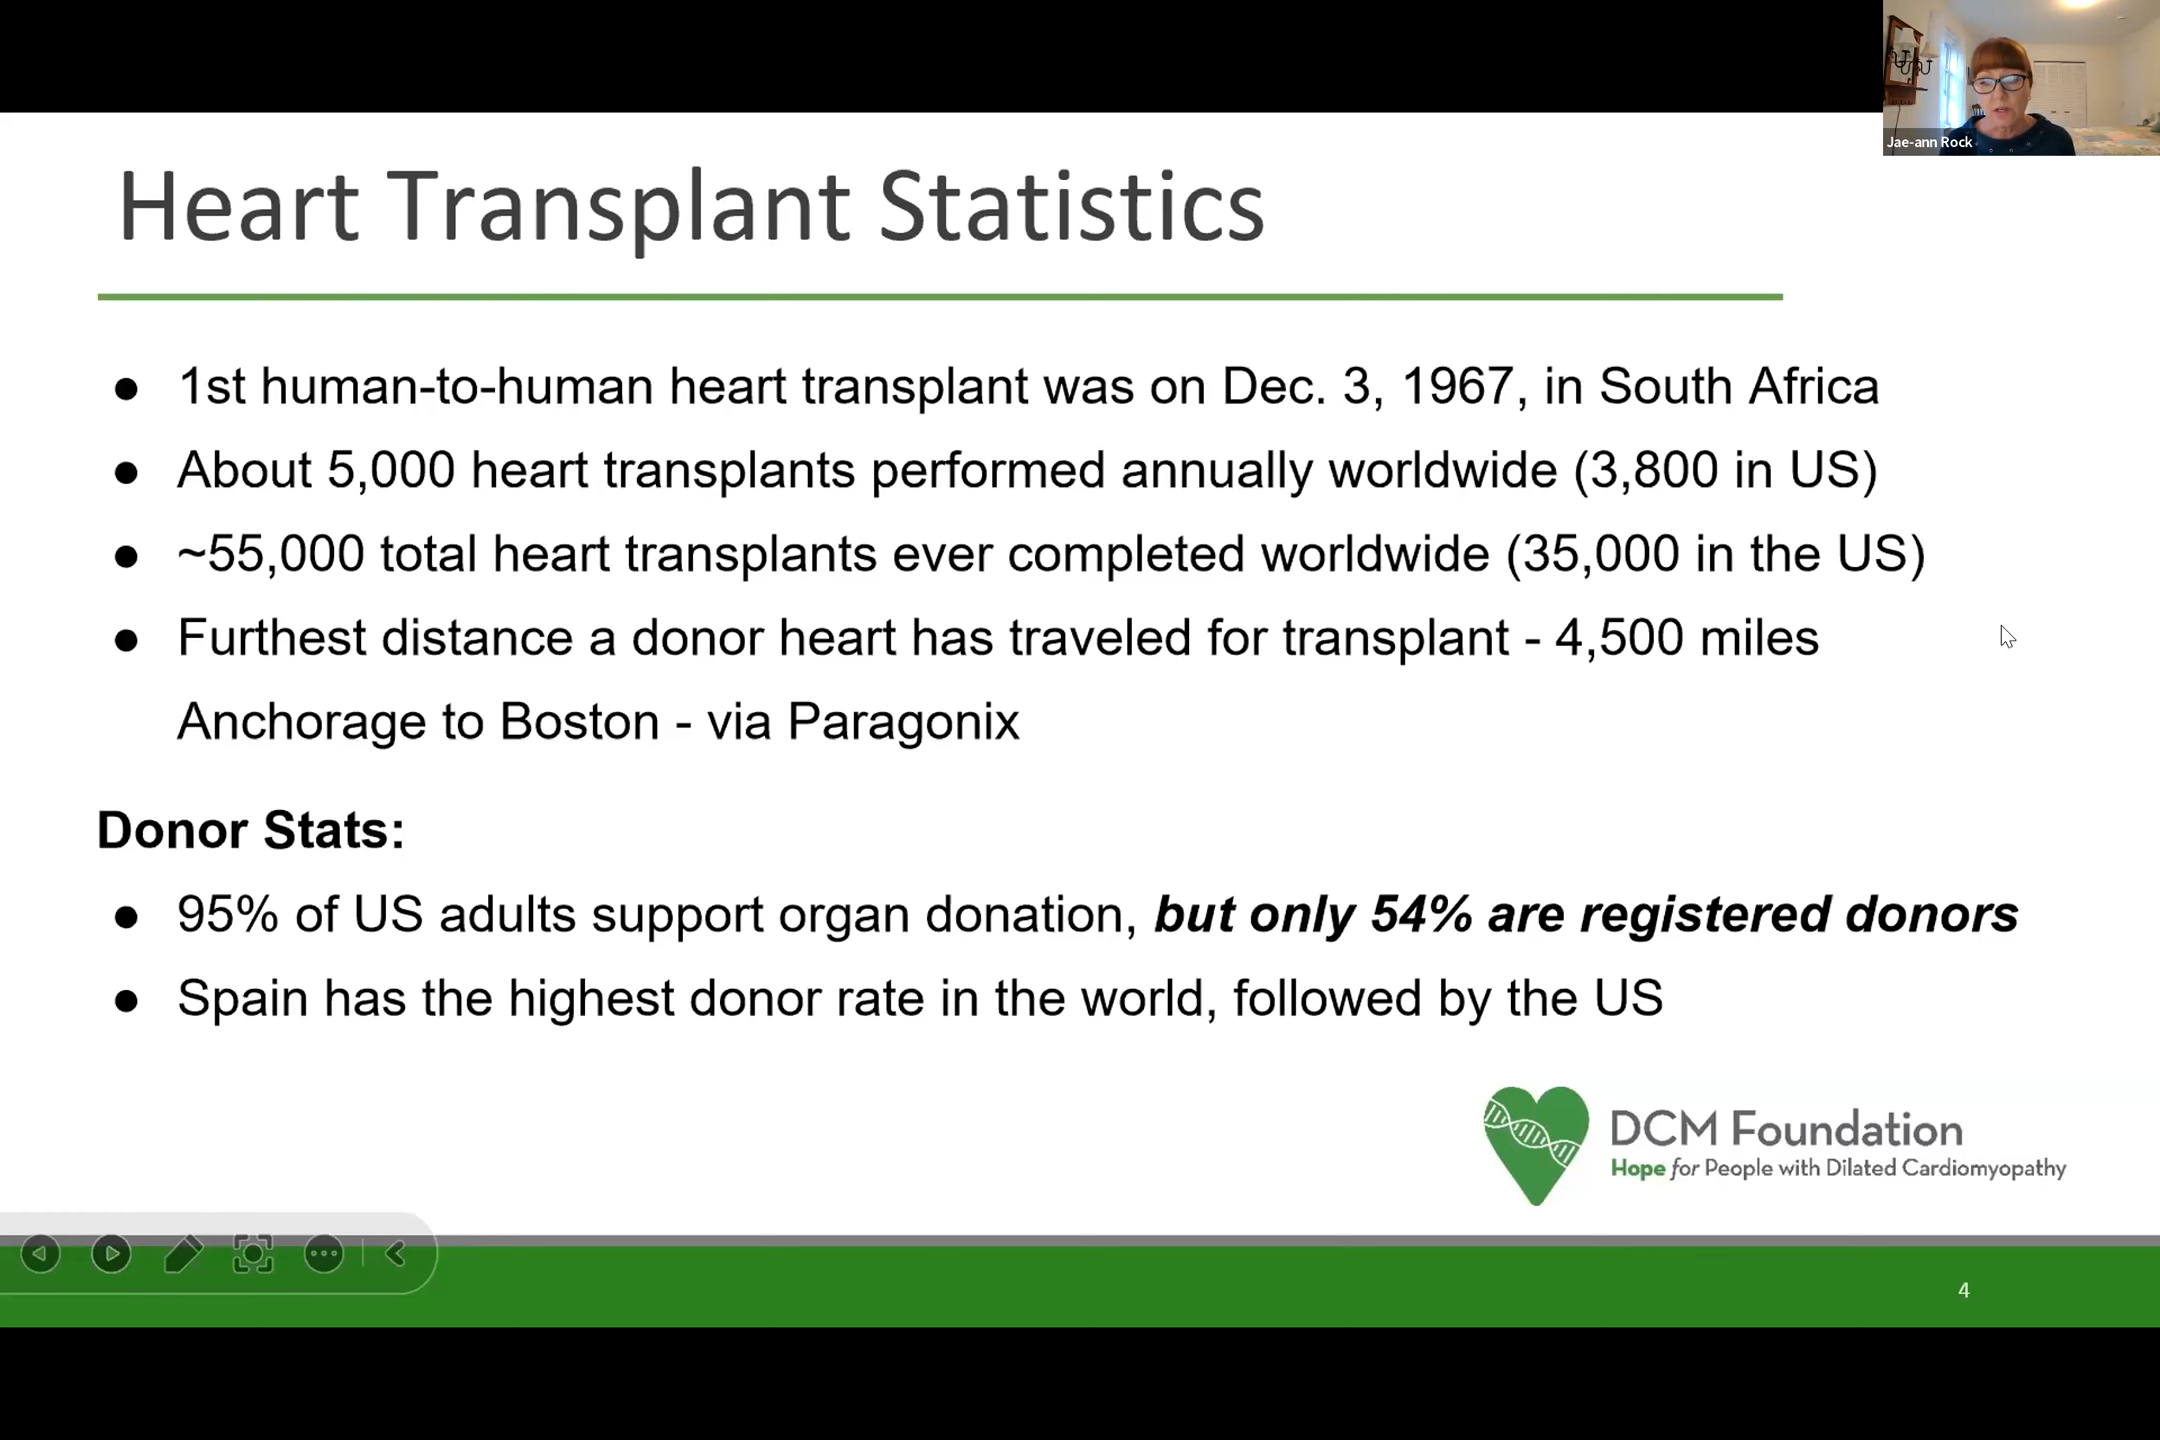 Jae-ann Rock
Heart Transplant Statistics
● 1st human-to-human heart transplant was on Dec. 3, 1967, in South Africa
● About 5,000 heart transplants performed annually worldwide (3,800 in US)
● ~55,000 total heart transplants ever completed worldwide (35,000 in the US)
● Furthest distance a donor heart has traveled for transplant - 4,500 miles
Anchorage to Boston - via Paragonix
Donor Stats:
● 95% of US adults support organ donation, but only 54% are registered donors
● Spain has the highest donor rate in the world, followed by the US
DCM Foundation
Hope for People with Dilated Cardiomyopathy
4